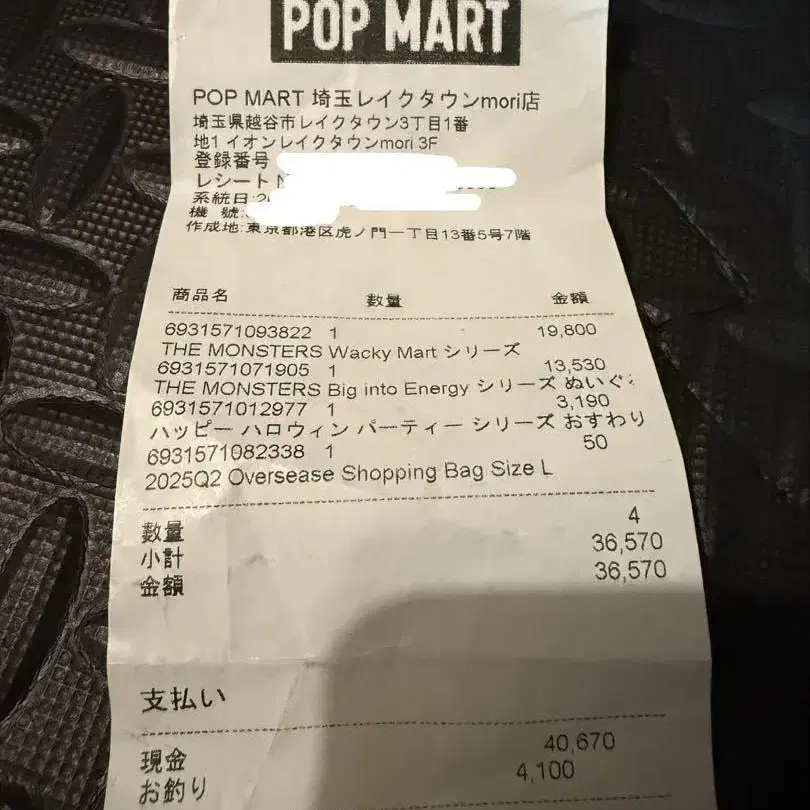 POP MART
POP MART 埼玉レイクタウンmori店
埼玉県越谷市レイクタウン3丁目1番
地1 イオンレイクタウンmori 3F
登録番号
レシート
系統日:2
機 號:
作成地:東京都港区虎ノ門一丁目13番5号7階
商品名 数量 金額
6931571093822 1 19,800
THE MONSTERS Wacky Mart シリーズ
6931571071905 1 13,530
THE MONSTERS Big into Energy シリーズ ぬいぐ
6931571012977 1 3,190
ハッピー ハロウィン パーティー シリーズ おすわり
6931571082338 1 50
2025Q2 Oversease Shopping Bag Size L
数量 4
小計 36,570
金額 36,570
支払い
現金 40,670
お釣り 4,100